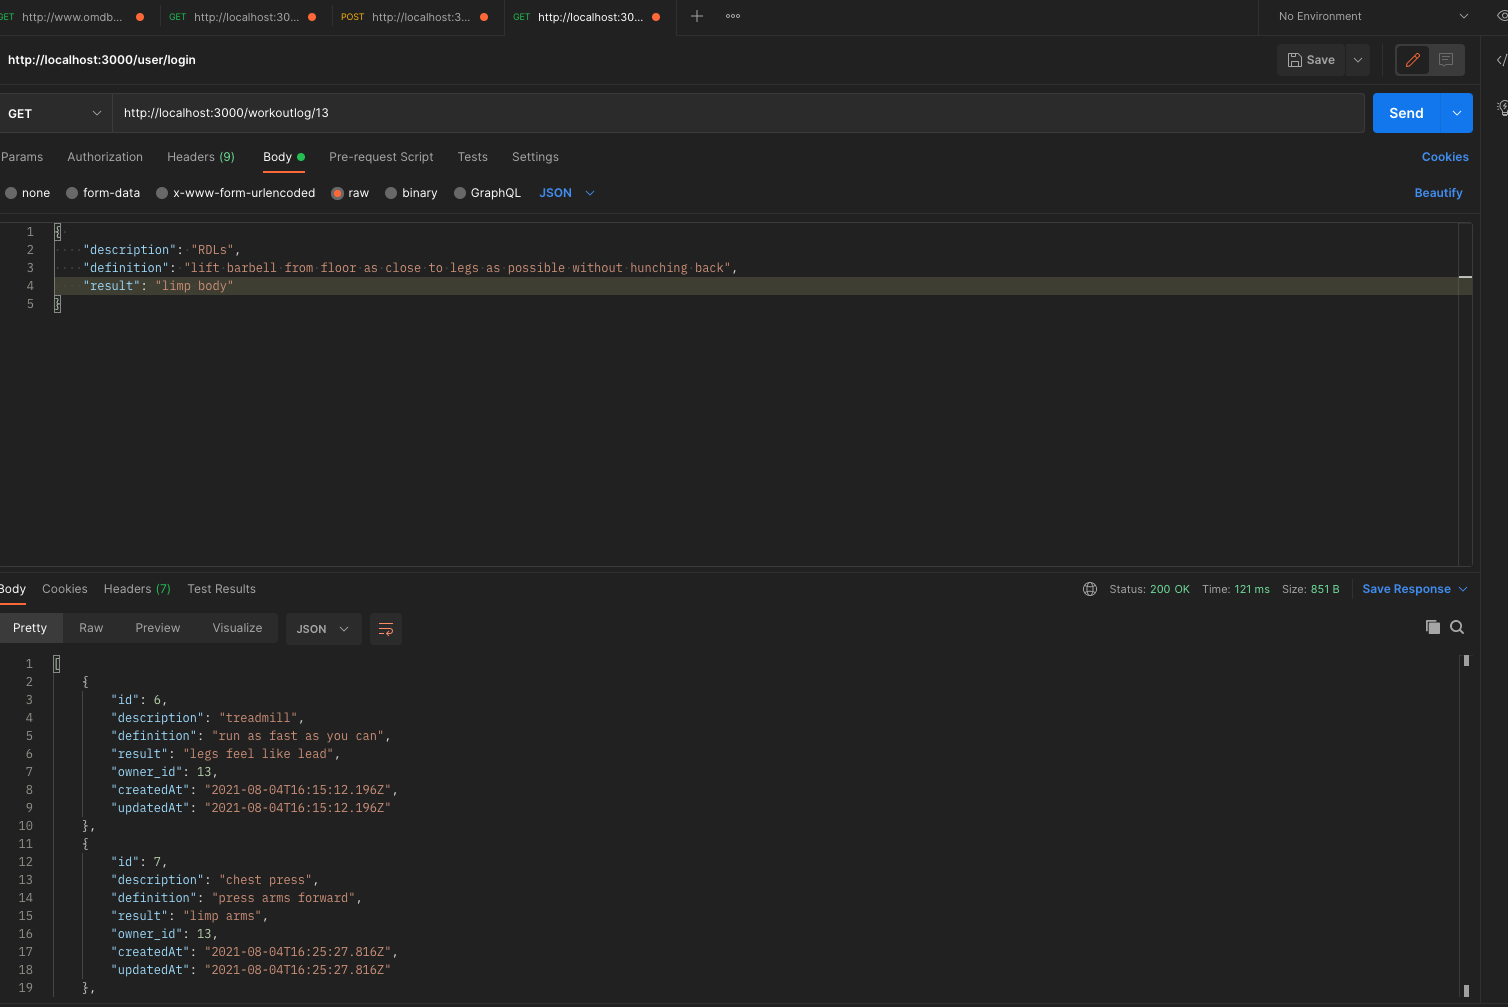 GET http://www.omdb... GET http://localhost:30... POST http://localhost:3... GET http://localhost:30... No Environment
http://localhost:3000/user/login Save
GET http://localhost:3000/workoutlog/13 Send
Params Authorization Headers (9) Body Pre-request Script Tests Settings Cookies
none form-data x-www-form-urlencoded raw binary GraphQL JSON Beautify
1 {
2 "description": "RDLs",
3 "definition": "lift barbell from floor as close to legs as possible without hunching back",
4 "result": "limp body"
5 }
Body Cookies Headers (7) Test Results Status: 200 OK Time: 121 ms Size: 851 B Save Response
Pretty Raw Preview Visualize JSON
1 [
2 {
3 "id": 6,
4 "description": "treadmill",
5 "definition": "run as fast as you can",
6 "result": "legs feel like lead",
7 "owner_id": 13,
8 "createdAt": "2021-08-04T16:15:12.196Z",
9 "updatedAt": "2021-08-04T16:15:12.196Z"
10 },
11 {
12 "id": 7,
13 "description": "chest press",
14 "definition": "press arms forward",
15 "result": "limp arms",
16 "owner_id": 13,
17 "createdAt": "2021-08-04T16:25:27.816Z",
18 "updatedAt": "2021-08-04T16:25:27.816Z"
19 },